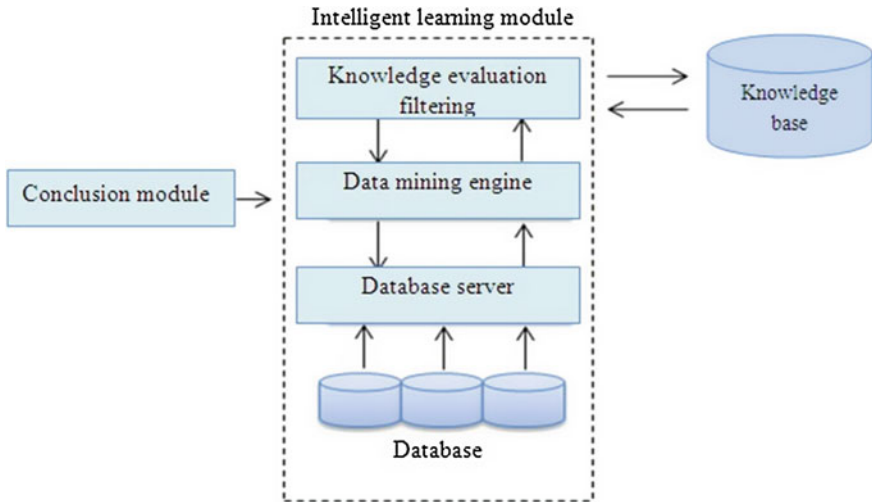 Intelligent learning module
Knowledge evaluation
filtering
Knowledge
base
Data mining engine
Conclusion module
Database server
Database